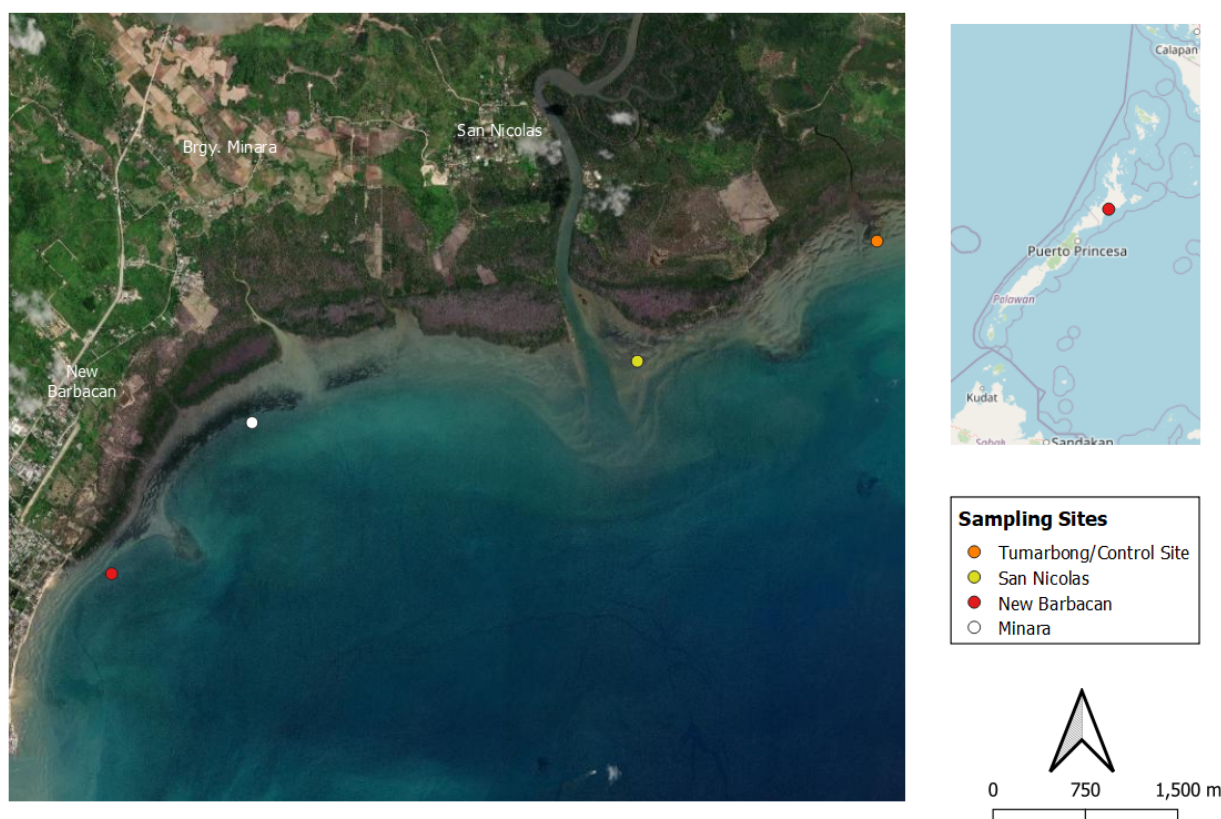 San Nicolas
Brgy. Minara
New
Barbacan
Calapan
Puerto Princesa
Palawan
Kudat
Sabah
Sandakan
Sampling Sites
Tumarbong/Control Site
San Nicolas
New Barbacan
Minara
0 750 1,500 m